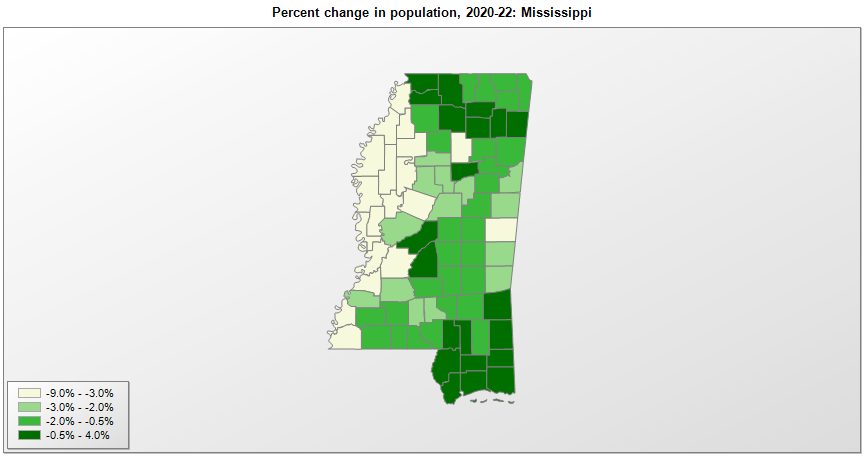 Percent change in population, 2020-22: Mississippi
-9.0% - -3.0%
-3.0% - -2.0%
-2.0% - -0.5%
-0.5% - 4.0%